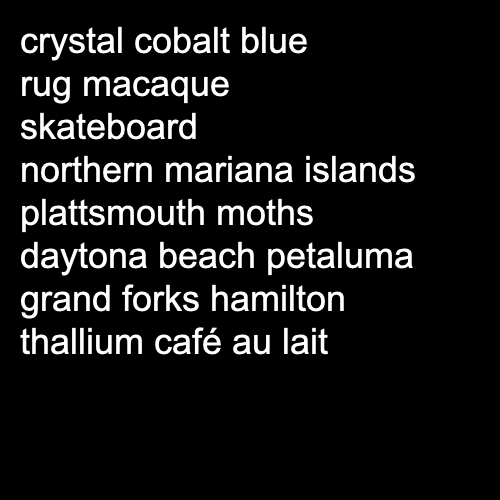 crystal cobalt blue
rug macaque
skateboard
northern mariana islands
plattsmouth moths
daytona beach petaluma
grand forks hamilton
thallium café au lait